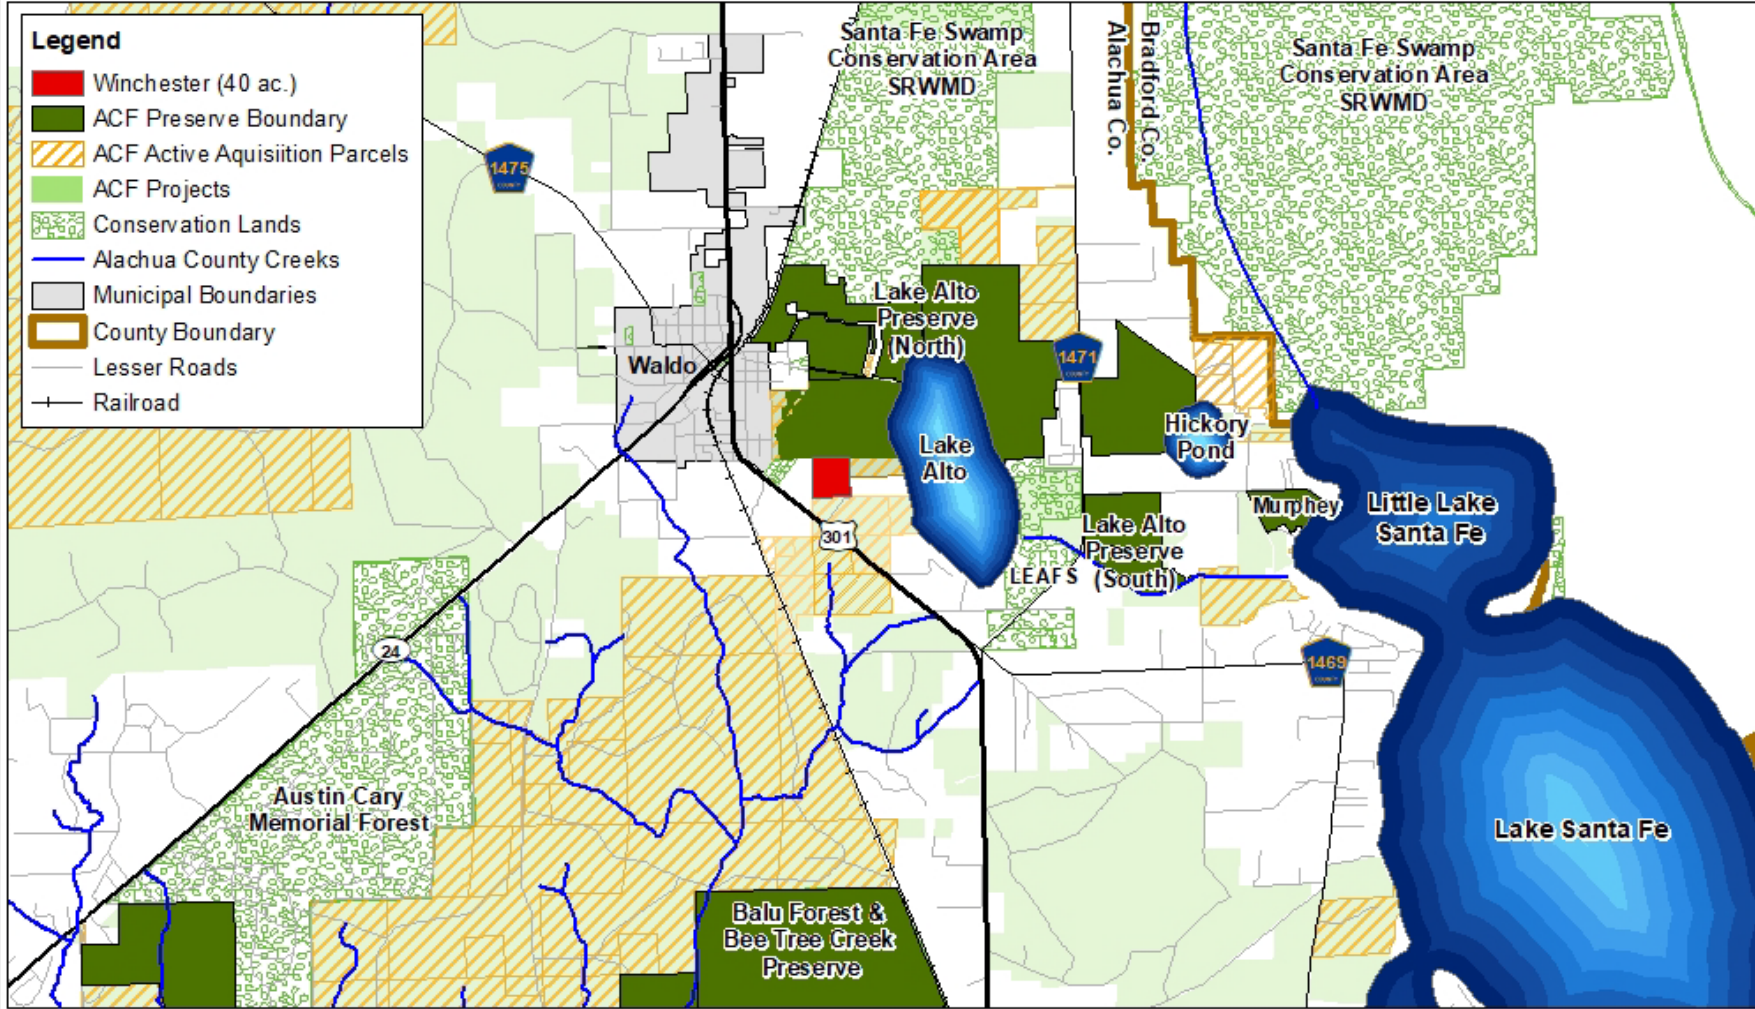 Legend
Winchester (40 ac.)
ACF Preserve Boundary
ACF Active Aquisiition Parcels
ACF Projects
Conservation Lands
Alachua County Creeks
Municipal Boundaries
County Boundary
Lesser Roads
Railroad
1475
COUNTY
Santa Fe Swamp
Conservation Area
SRWMD
Bradford Co.
Alachua Co.
Santa Fe Swamp
Conservation Area
SRWMD
Lake Alto
Preserve
(North)
Waldo
1471
COUNTY
Lake
Alto
Hickory
Pond
Murphey
Little Lake
Santa Fe
301
Lake Alto
Preserve
(South)
LEAFS
24
1469
COUNTY
Austin Cary
Memorial Forest
Lake Santa Fe
Balu Forest &
Bee Tree Creek
Preserve